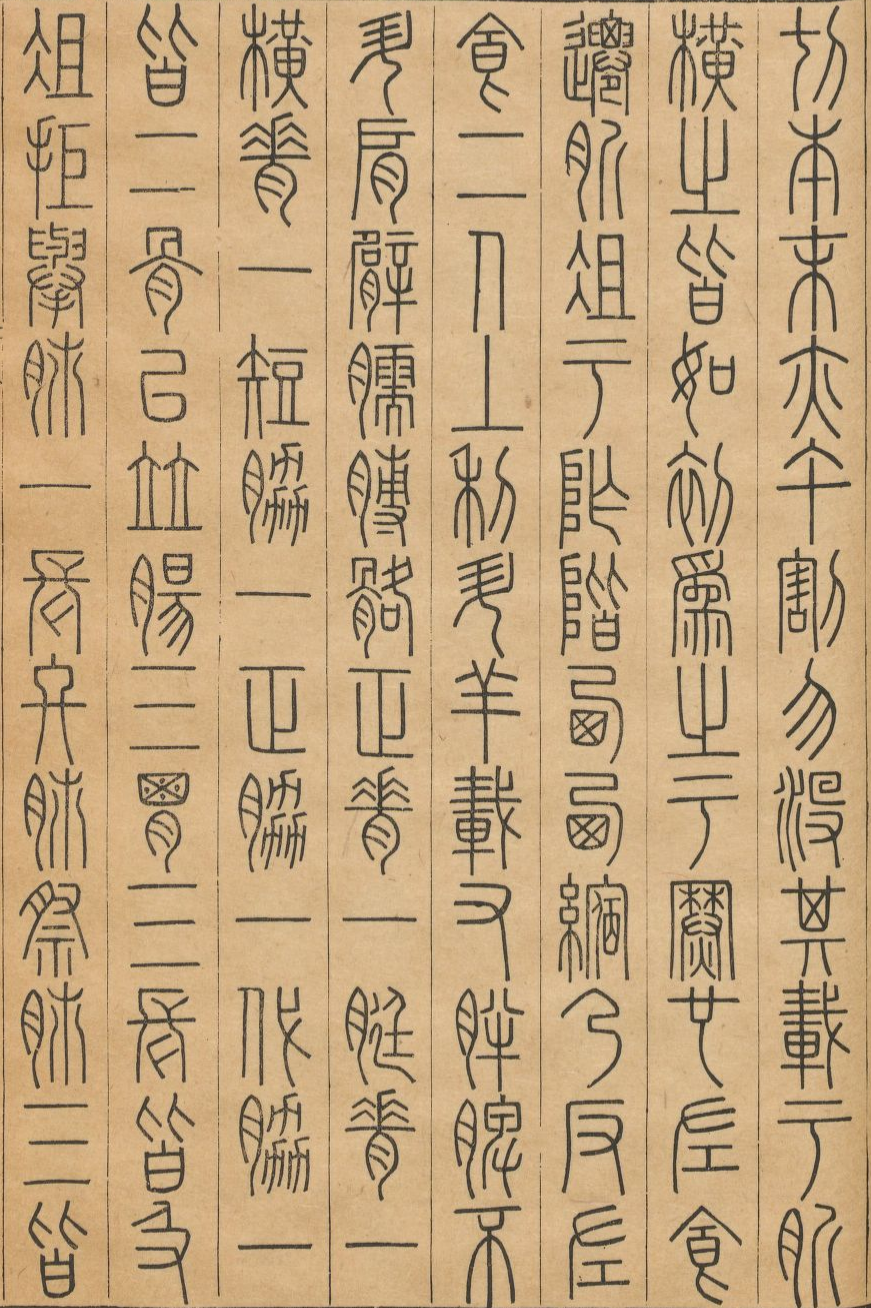 切本末亦午割勿沒其載于肵
橫之皆如初為之于爨也左食
遷肵俎于阼階西西縮乃反左
食二人上利升羊載右胖髀不
升肩臂臑膊骼正脊一脡脊一
橫脊一短脅一正脅一代脅一
皆二骨以並腸三胃三長皆及
俎拒舉肺一長終肺祭肺三皆